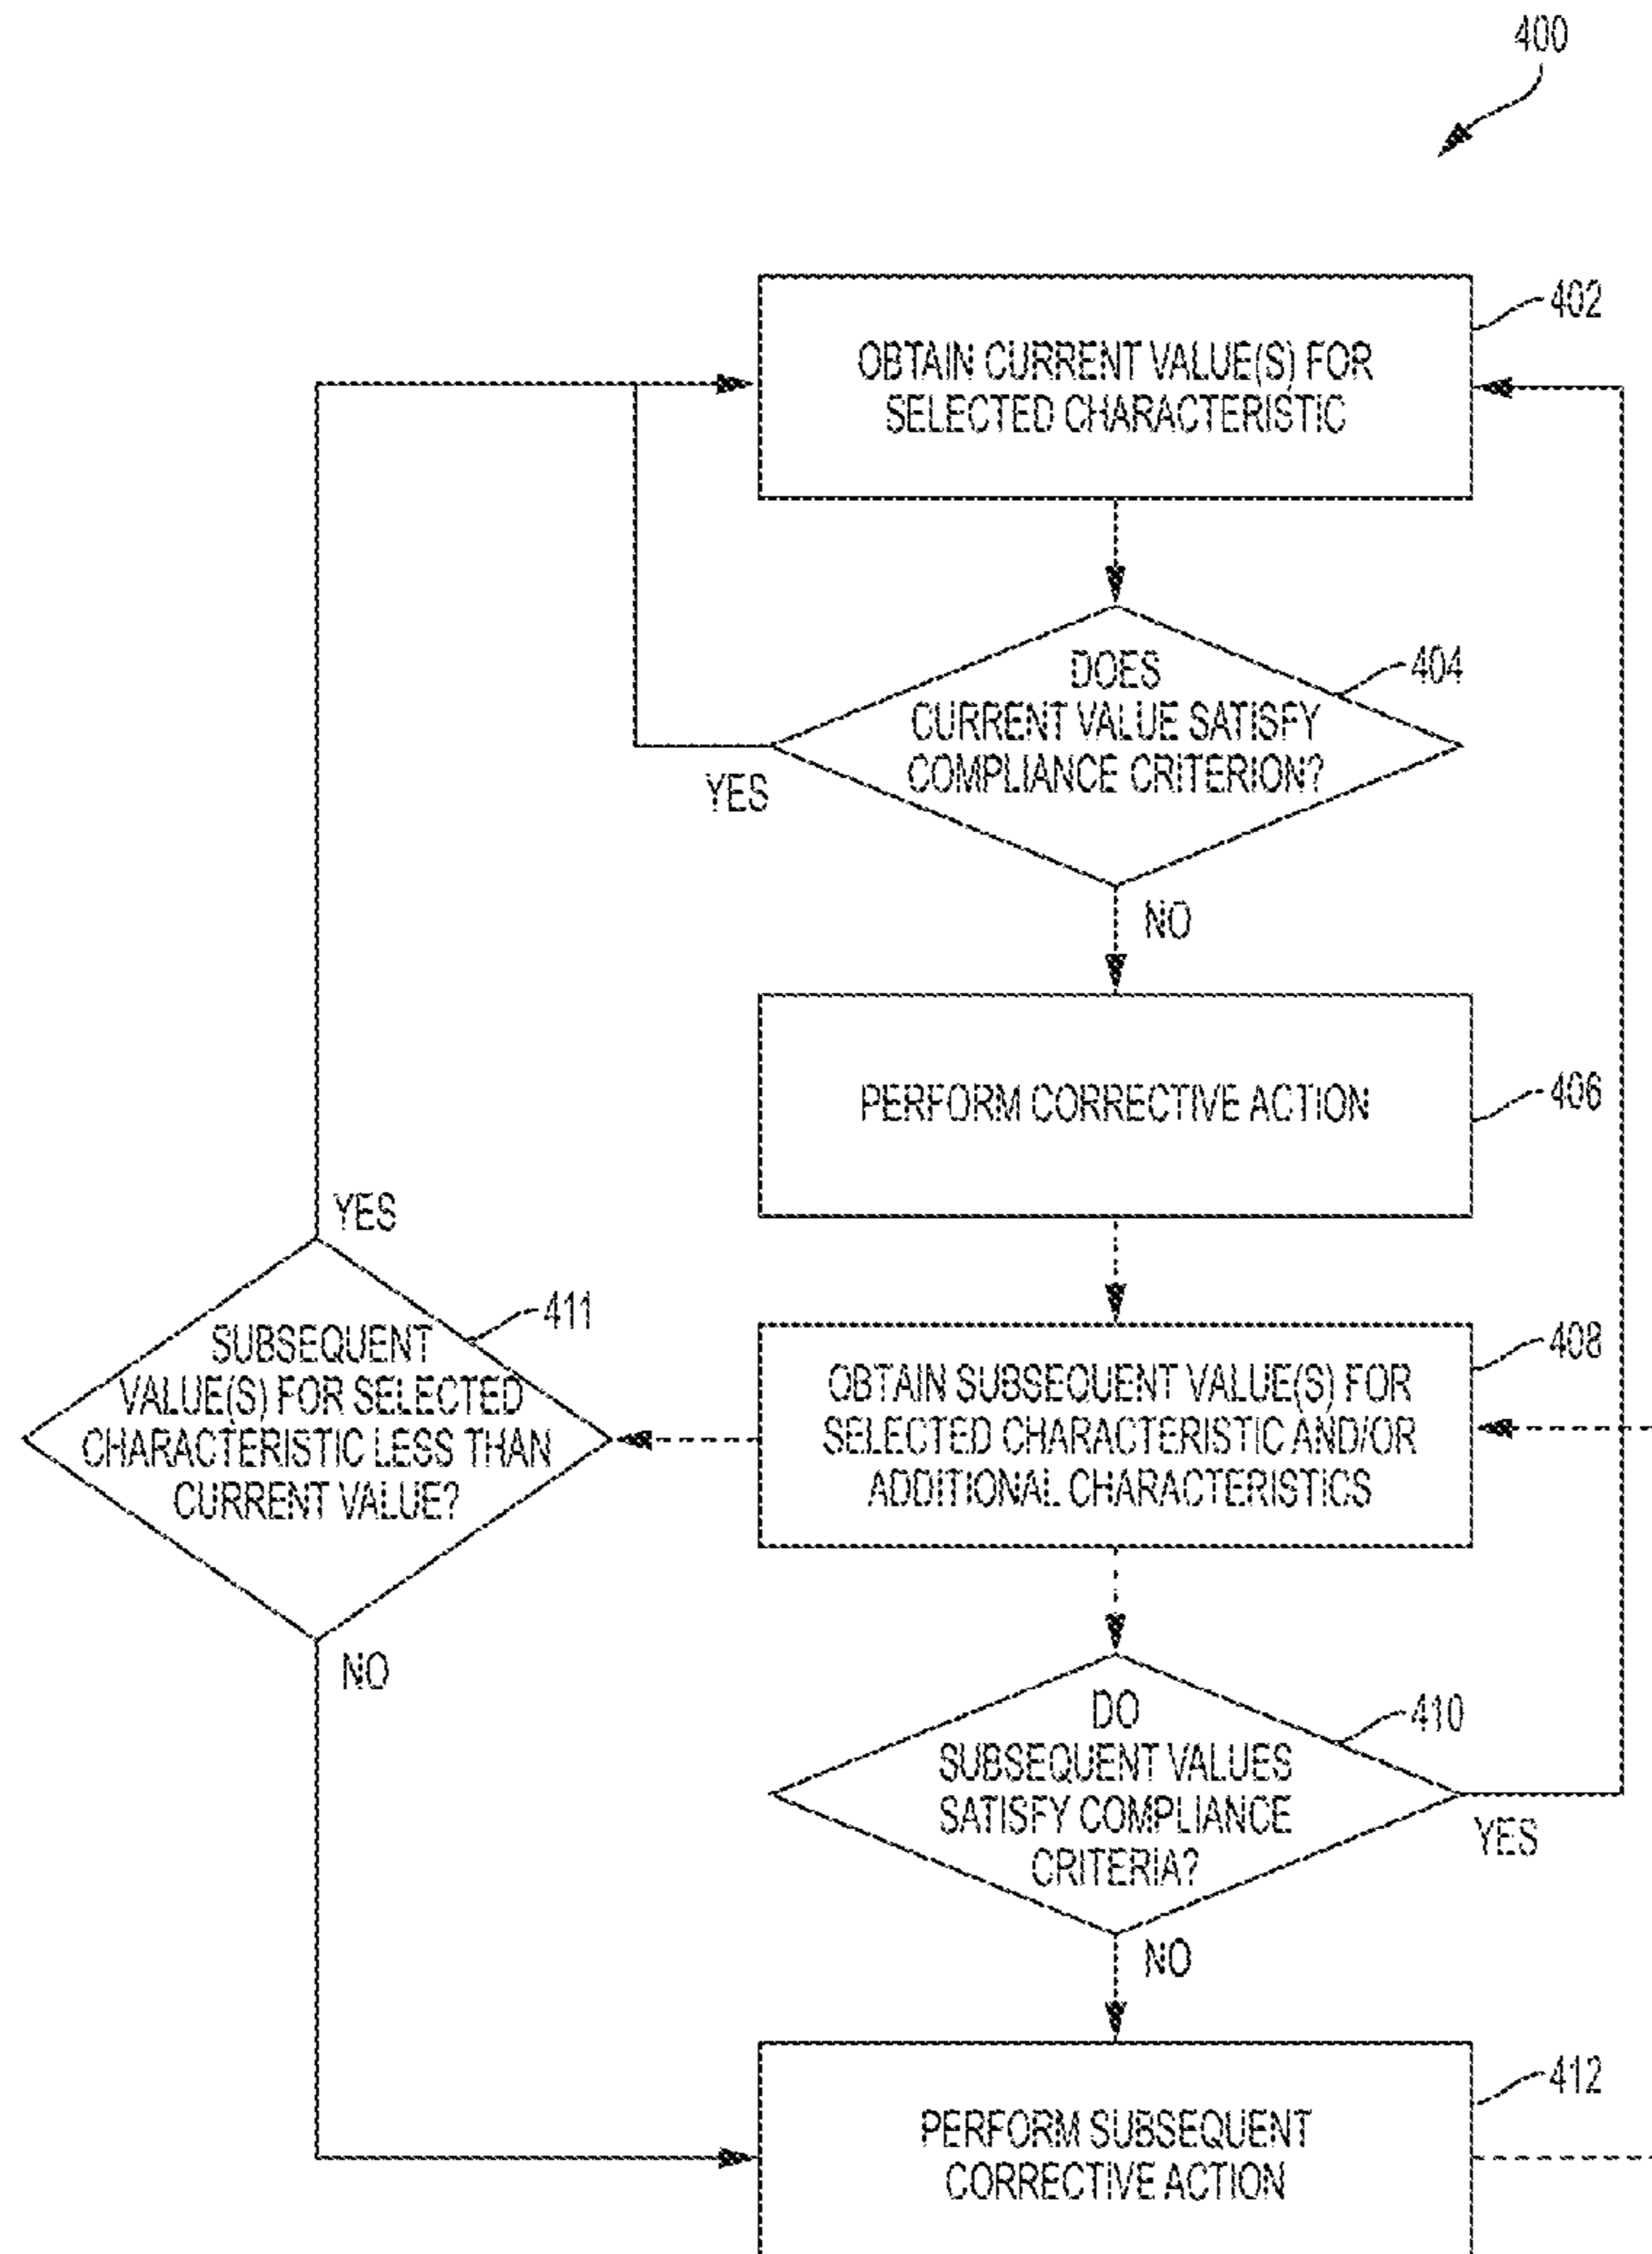 400
402
OBTAIN CURRENT VALUE(S) FOR
SELECTED CHARACTERISTIC
404
DOES
CURRENT VALUE SATISFY
COMPLIANCE CRITERION?
YES
NO
406
PERFORM CORRECTIVE ACTION
YES
411
SUBSEQUENT
VALUE(S) FOR SELECTED
CHARACTERISTIC LESS THAN
CURRENT VALUE?
NO
408
OBTAIN SUBSEQUENT VALUE(S) FOR
SELECTED CHARACTERISTIC AND/OR
ADDITIONAL CHARACTERISTICS
410
DO
SUBSEQUENT VALUES
SATISFY COMPLIANCE
CRITERIA?
YES
NO
412
PERFORM SUBSEQUENT
CORRECTIVE ACTION